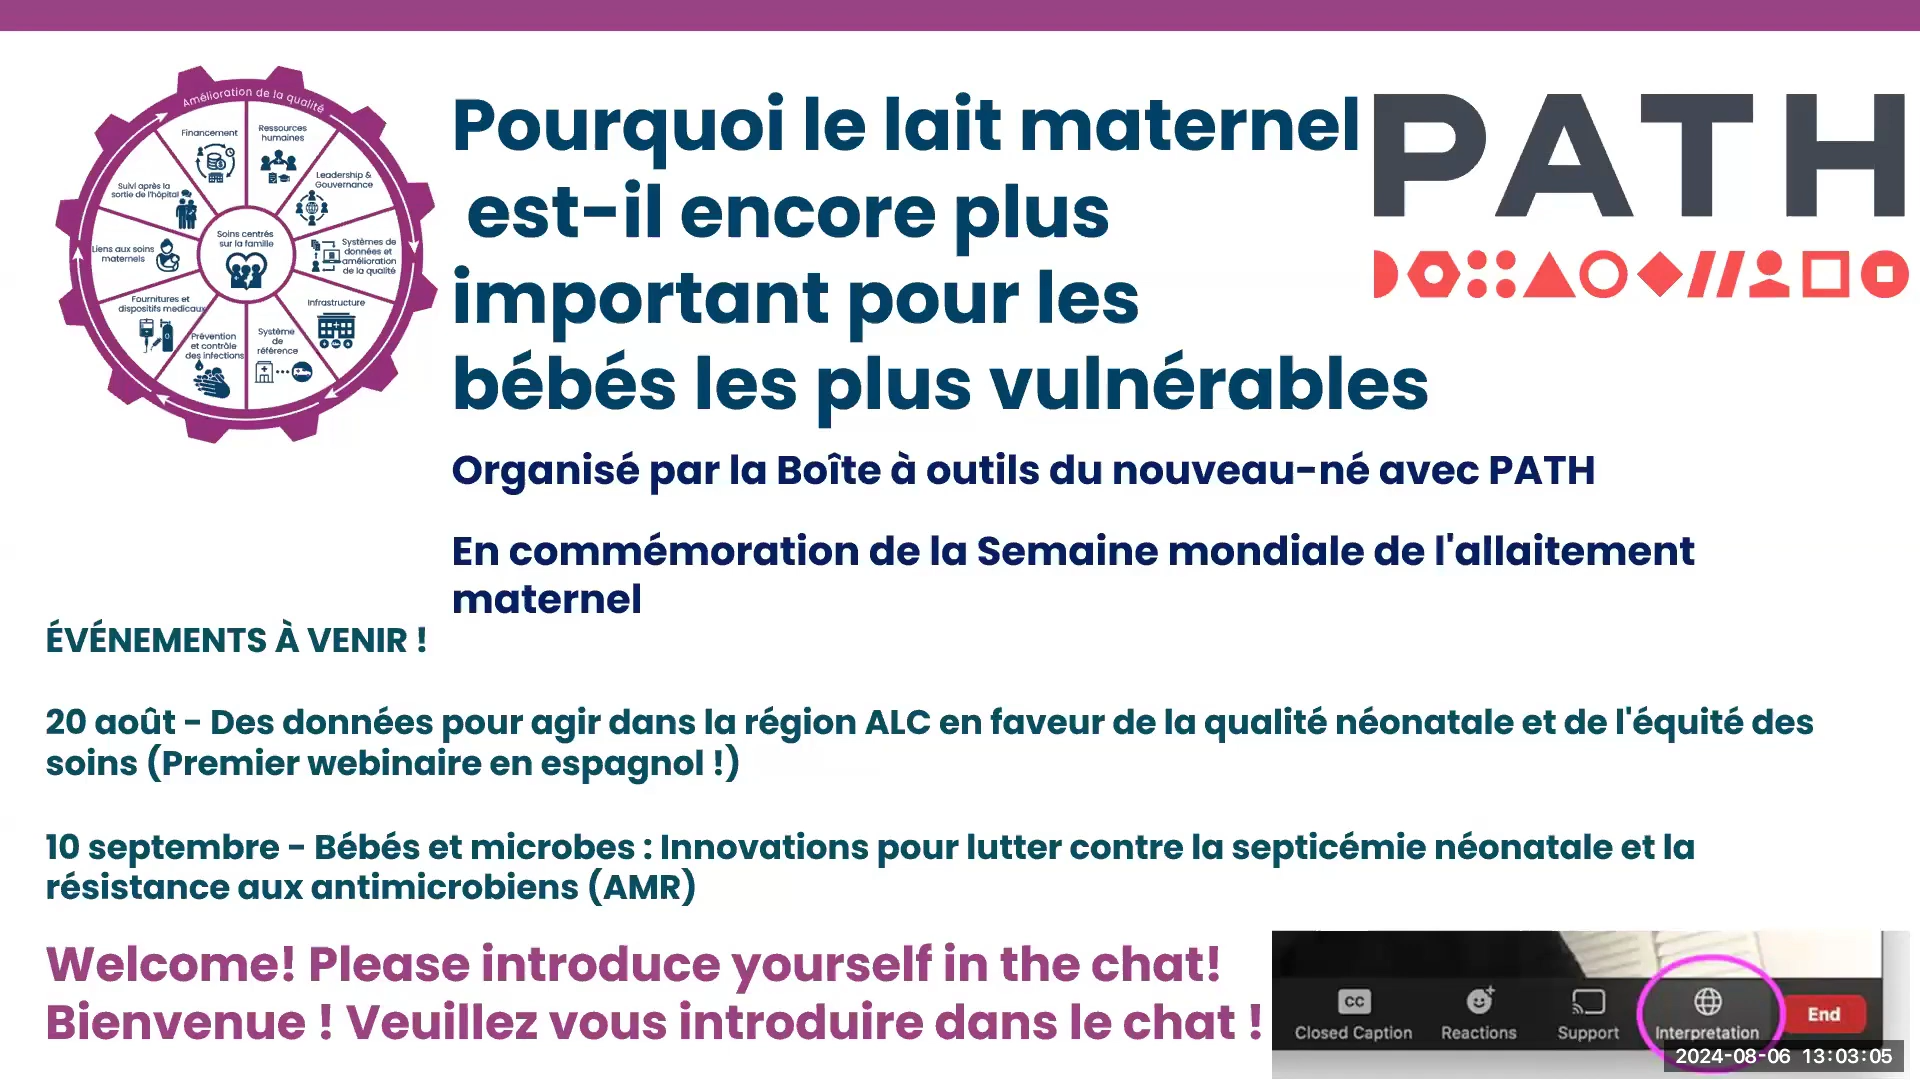 Amélioration de la qualité
Financement
Ressources
humaines
Leadership &
Gouvernance
Systèmes de
données et
amélioration
de la qualité
Infrastructure
Système
de
référence
Prévention
et contrôle
des infections
Fournitures et
dispositifs medicaux
Liens aux soins
maternels
Suivi après la
sortie de l'hôpital
Soins centrés
sur la famille
Pourquoi le lait maternel
est-il encore plus
important pour les
bébés les plus vulnérables
PATH
Organisé par la Boîte à outils du nouveau-né avec PATH
En commémoration de la Semaine mondiale de l'allaitement
maternel
ÉVÉNEMENTS À VENIR !
20 août - Des données pour agir dans la région ALC en faveur de la qualité néonatale et de l'équité des
soins (Premier webinaire en espagnol !)
10 septembre - Bébés et microbes : Innovations pour lutter contre la septicémie néonatale et la
résistance aux antimicrobiens (AMR)
Welcome! Please introduce yourself in the chat!
Bienvenue ! Veuillez vous introduire dans le chat !
CC
Closed Caption
Reactions
Support
Interpretation
End
2024-08-06 13:03:05